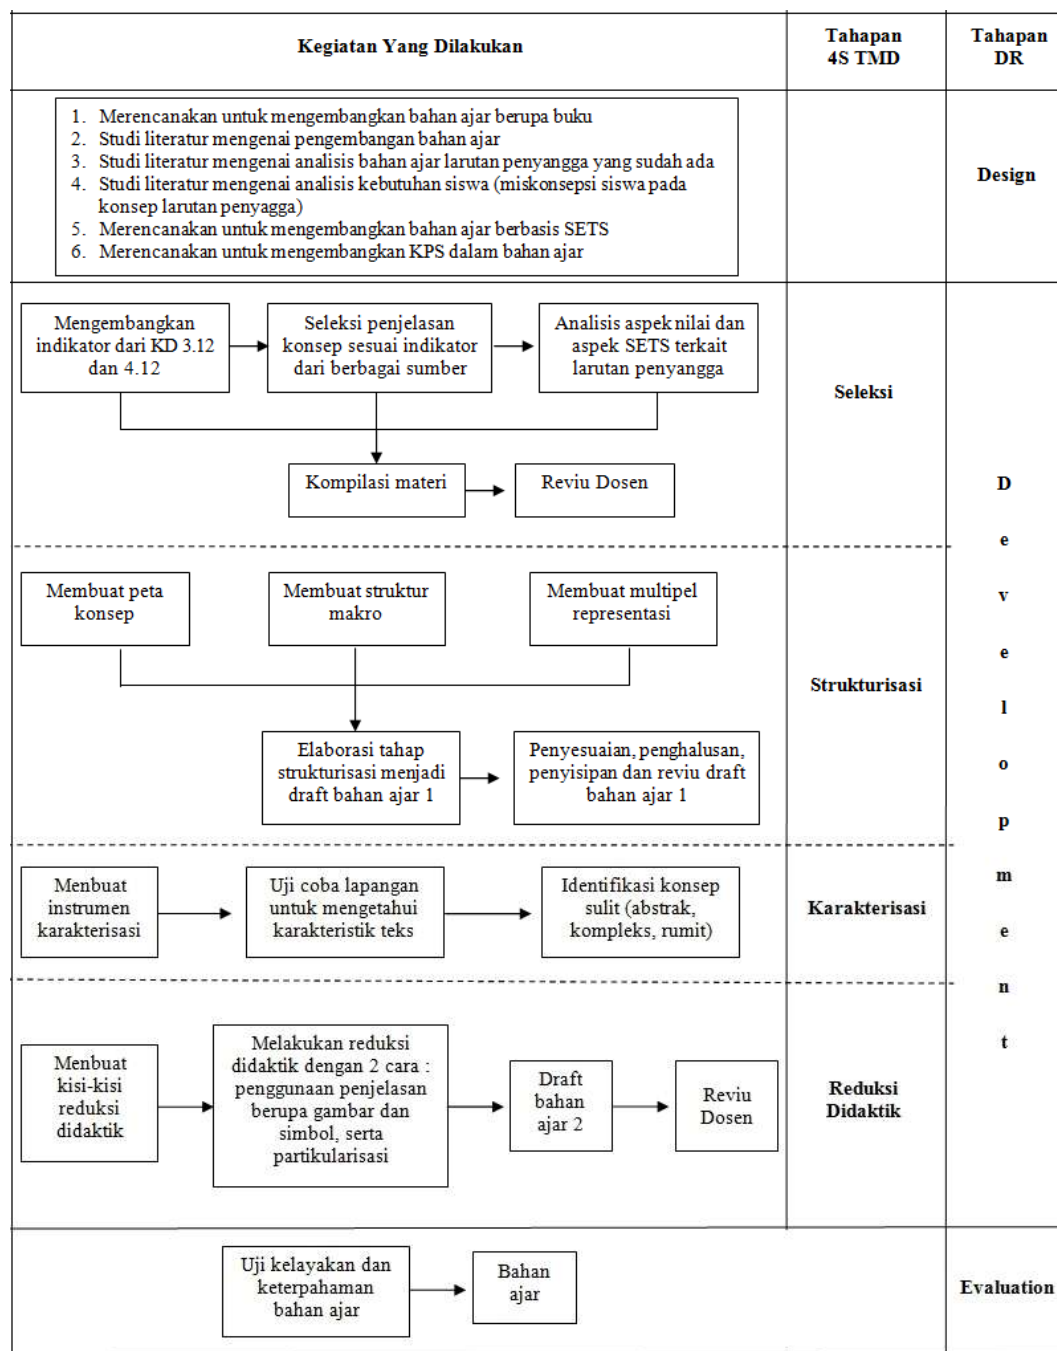 Kegiatan Yang Dilakukan
Tahapan
4S TMD
Tahapan
DR
1. Merencanakan untuk mengembangkan bahan ajar berupa buku
2. Studi literatur mengenai pengembangan bahan ajar
3. Studi literatur mengenai analisis bahan ajar larutan penyangga yang sudah ada
4. Studi literatur mengenai analisis kebutuhan siswa (miskonsepsi siswa pada
konsep larutan penyagga)
5. Merencanakan untuk mengembangkan bahan ajar berbasis SETS
6. Merencanakan untuk mengembangkan KPS dalam bahan ajar
Design
Mengembangkan
indikator dari KD 3.12
dan 4.12
Seleksi penjelasan
konsep sesuai indikator
dari berbagai sumber
Analisis aspek nilai dan
aspek SETS terkait
larutan penyangga
Kompilasi materi
Reviu Dosen
Seleksi
Membuat peta
konsep
Membuat struktur
makro
Membuat multipel
representasi
Elaborasi tahap
strukturisasi menjadi
draft bahan ajar 1
Penyesuaian, penghalusan,
penyisipan dan reviu draft
bahan ajar 1
Strukturisasi
Menbuat
instrumen
karakterisasi
Uji coba lapangan
untuk mengetahui
karakteristik teks
Identifikasi konsep
sulit (abstrak,
kompleks, rumit)
Karakterisasi
Menbuat
kisi-kisi
reduksi
didaktik
Melakukan reduksi
didaktik dengan 2 cara :
penggunaan penjelasan
berupa gambar dan
simbol, serta
partikularisasi
Draft
bahan
ajar 2
Reviu
Dosen
Reduksi
Didaktik
D
e
v
e
l
o
p
m
e
n
t
Uji kelayakan dan
keterpahaman
bahan ajar
Bahan
ajar
Evaluation